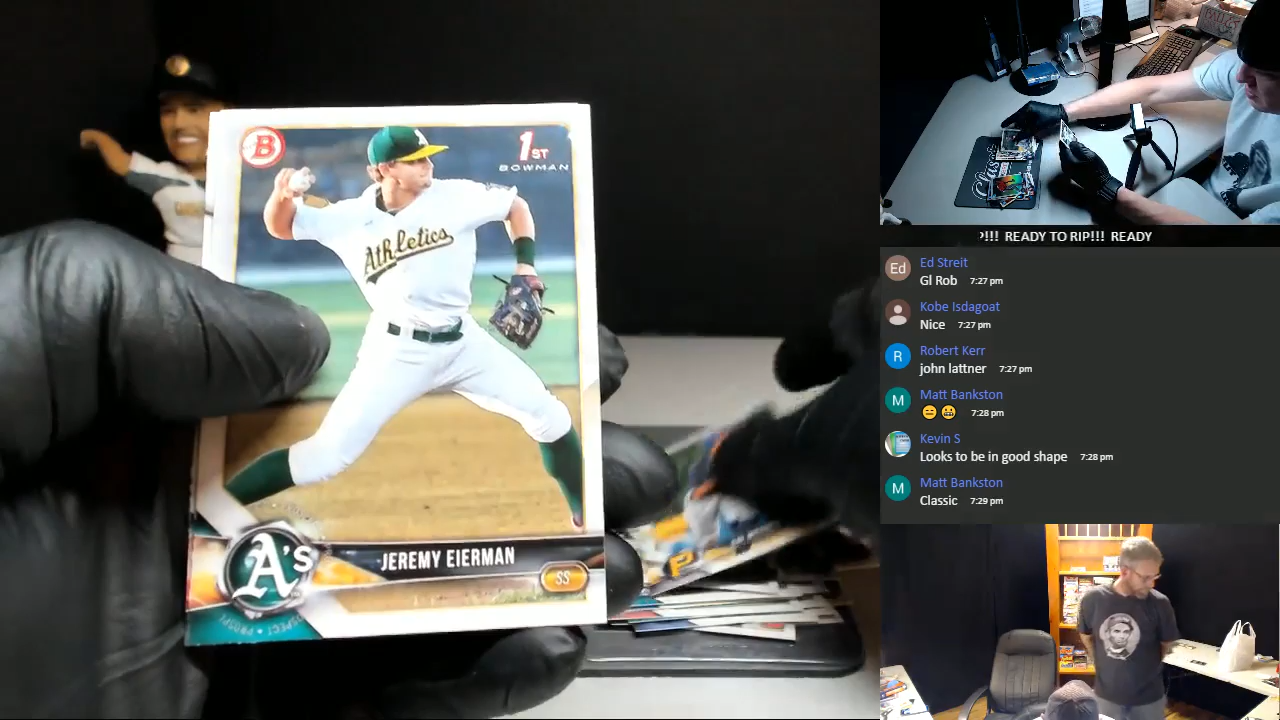 B
1ST
BOWMAN
Athletics
JEREMY EIERMAN
A's
SS
Classic
!!! READY TO RIP!!! READY
Ed
Ed Streit
Gl Rob 7:27 pm
Kobe Isdagoat
Nice 7:27 pm
R
Robert Kerr
john lattner 7:27 pm
M
Matt Bankston
😑 😬 7:28 pm
Kevin S
Looks to be in good shape 7:28 pm
M
Matt Bankston
Classic 7:29 pm